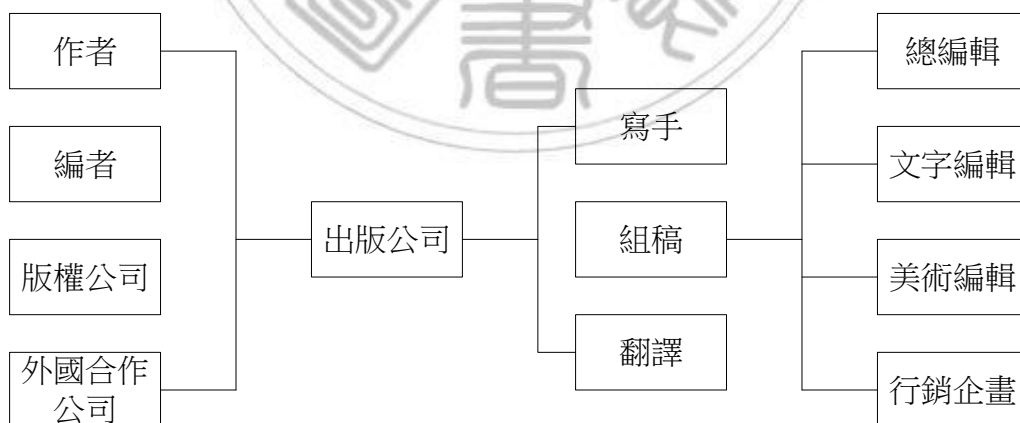 作者
編者
版權公司
外國合作
公司
出版公司
寫手
組稿
翻譯
總編輯
文字編輯
美術編輯
行銷企畫
書